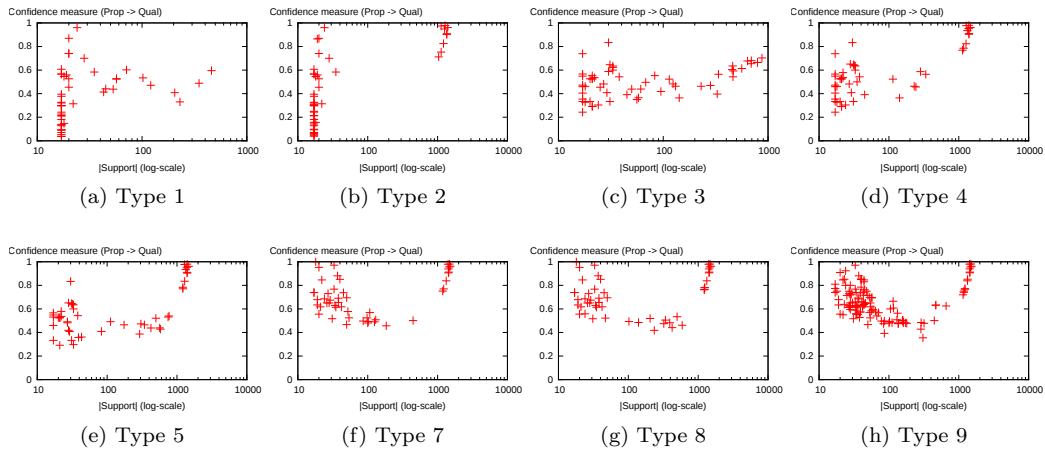 Confidence measure (Prop -> Qual)
1
0.8
0.6
0.4
0.2
0
10 100 1000
|Support| (log-scale)
(a) Type 1
Confidence measure (Prop -> Qual)
1
0.8
0.6
0.4
0.2
0
10 100 1000 10000
|Support| (log-scale)
(b) Type 2
Confidence measure (Prop -> Qual)
1
0.8
0.6
0.4
0.2
0
10 100 1000
|Support| (log-scale)
(c) Type 3
Confidence measure (Prop -> Qual)
1
0.8
0.6
0.4
0.2
0
10 100 1000 10000
|Support| (log-scale)
(d) Type 4
Confidence measure (Prop -> Qual)
1
0.8
0.6
0.4
0.2
0
10 100 1000 10000
|Support| (log-scale)
(e) Type 5
Confidence measure (Prop -> Qual)
1
0.8
0.6
0.4
0.2
0
10 100 1000 10000
|Support| (log-scale)
(f) Type 7
Confidence measure (Prop -> Qual)
1
0.8
0.6
0.4
0.2
0
10 100 1000 10000
|Support| (log-scale)
(g) Type 8
Confidence measure (Prop -> Qual)
1
0.8
0.6
0.4
0.2
0
10 100 1000 10000
|Support| (log-scale)
(h) Type 9